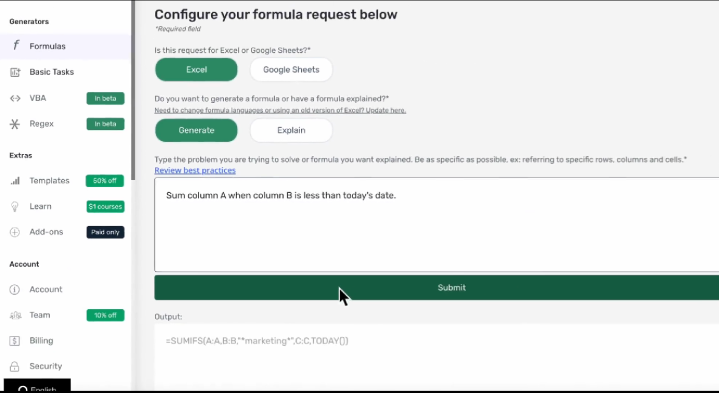 Generators
Formulas
Basic Tasks
VBA In beta
Regex In beta
Extras
Templates 50% off
Learn $1 courses
Add-ons Paid only
Account
Account
Team 10% off
Billing
Security
English
Configure your formula request below
*Required field
Is this request for Excel or Google Sheets?*
Excel Google Sheets
Do you want to generate a formula or have a formula explained?*
Need to change formula languages or using an old version of Excel? Update here.
Generate Explain
Type the problem you are trying to solve or formula you want explained. Be as specific as possible, ex: referring to specific rows, columns and cells.*
Review best practices
Sum column A when column B is less than today's date.
Submit
Output:
=SUMIFS(A:A,B:B,"*marketing*",C:C,TODAY())